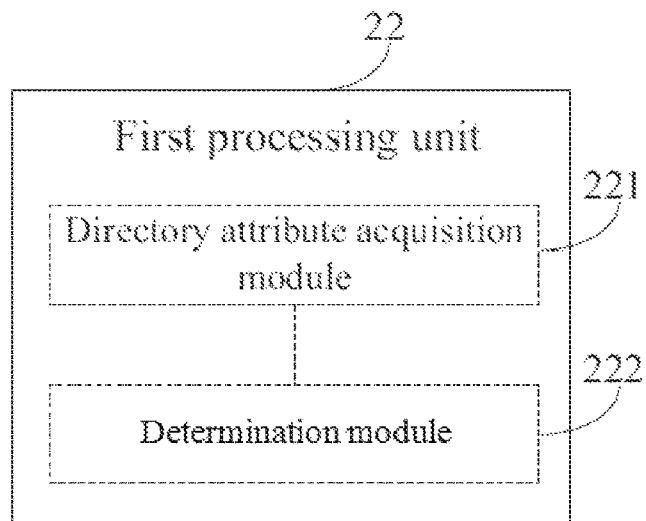 22
First processing unit
221
Directory attribute acquisition
module
222
Determination module